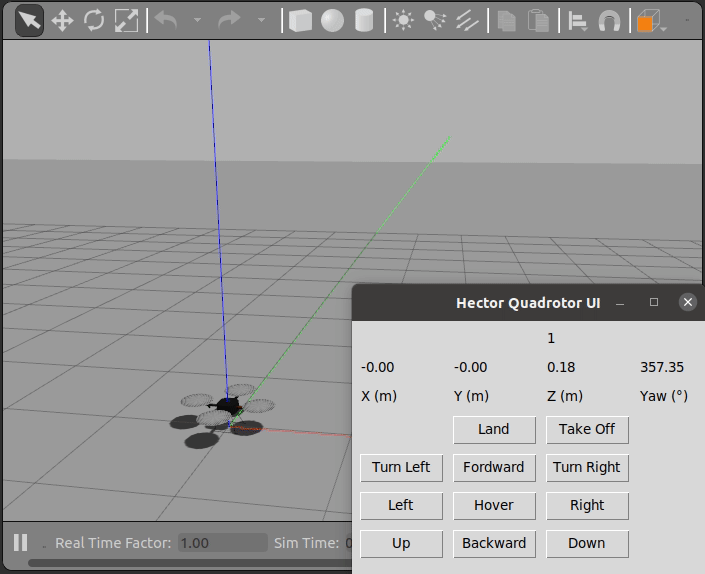 Hector Quadrotor UI
1
-0.00 -0.00 0.18 357.35
X (m) Y (m) Z (m) Yaw (°)
Land Take Off
Turn Left Fordward Turn Right
Left Hover Right
Up Backward Down
Real Time Factor: 1.00 Sim Time: 0